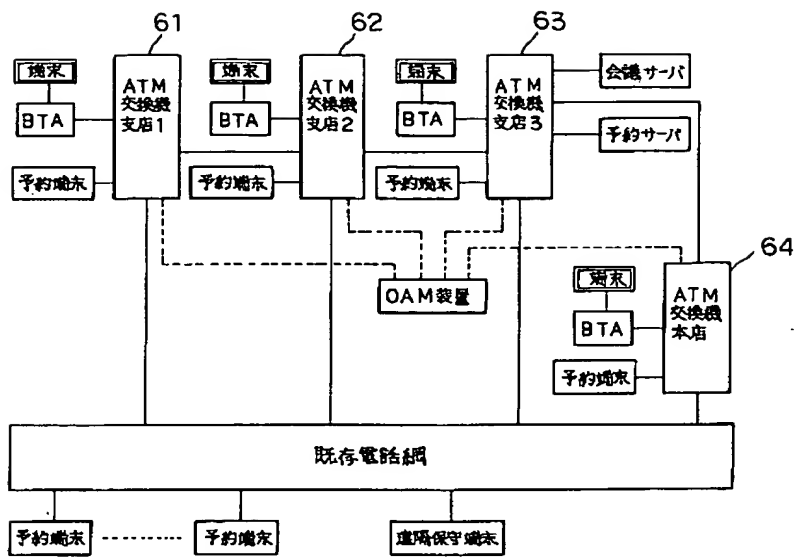 61
62
63
端末
端末
端末
ATM
交換機
支店1
ATM
交換機
支店2
ATM
交換機
支店3
会議サーバ
BTA
BTA
BTA
予約サーバ
予約端末
予約端末
予約端末
64
OAM装置
端末
ATM
交換機
本店
BTA
予約端末
既存電話網
予約端末
予約端末
遠隔保守端末